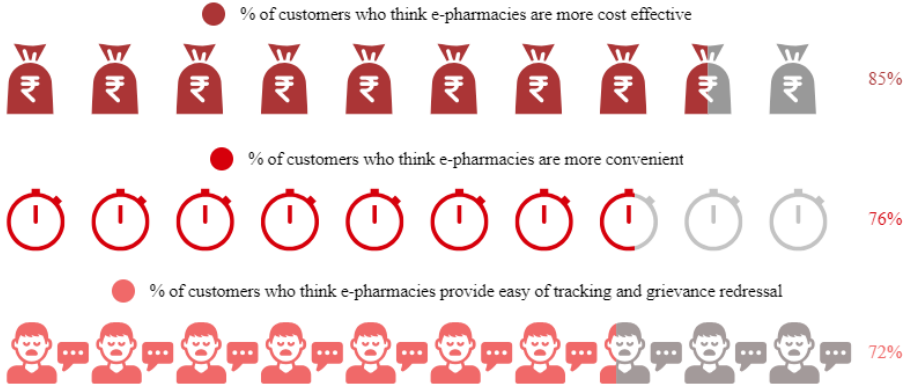 % of customers who think e-pharmacies are more cost effective
₹ ₹ ₹ ₹ ₹ ₹ ₹ ₹ ₹ ₹ 85%
% of customers who think e-pharmacies are more convenient
76%
% of customers who think e-pharmacies provide easy of tracking and grievance redressal
72%